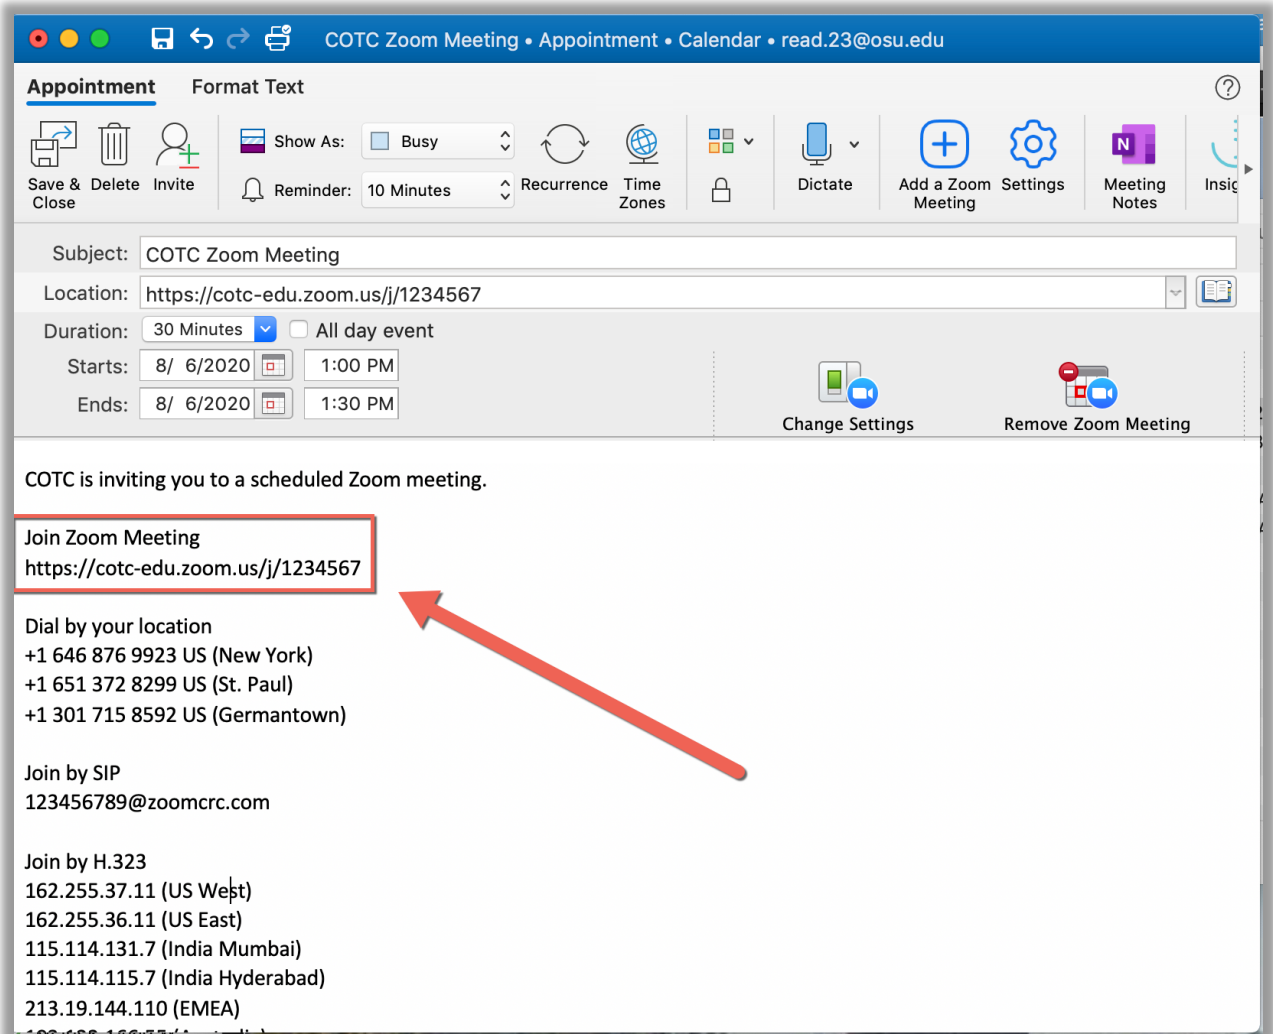 COTC Zoom Meeting • Appointment • Calendar • read.23@osu.edu
Appointment Format Text
Save & Close
Delete
Invite
Show As: Busy
Reminder: 10 Minutes
Recurrence
Time Zones
Dictate
Add a Zoom Meeting
Settings
N
Meeting Notes
Subject: COTC Zoom Meeting
Location: https://cotc-edu.zoom.us/j/1234567
Duration: 30 Minutes All day event
Starts: 8/ 6/2020 1:00 PM
Ends: 8/ 6/2020 1:30 PM
Change Settings
Remove Zoom Meeting
COTC is inviting you to a scheduled Zoom meeting.
Join Zoom Meeting
https://cotc-edu.zoom.us/j/1234567
Dial by your location
+1 646 876 9923 US (New York)
+1 651 372 8299 US (St. Paul)
+1 301 715 8592 US (Germantown)
Join by SIP
123456789@zoomcrc.com
Join by H.323
162.255.37.11 (US West)
162.255.36.11 (US East)
115.114.131.7 (India Mumbai)
115.114.115.7 (India Hyderabad)
213.19.144.110 (EMEA)